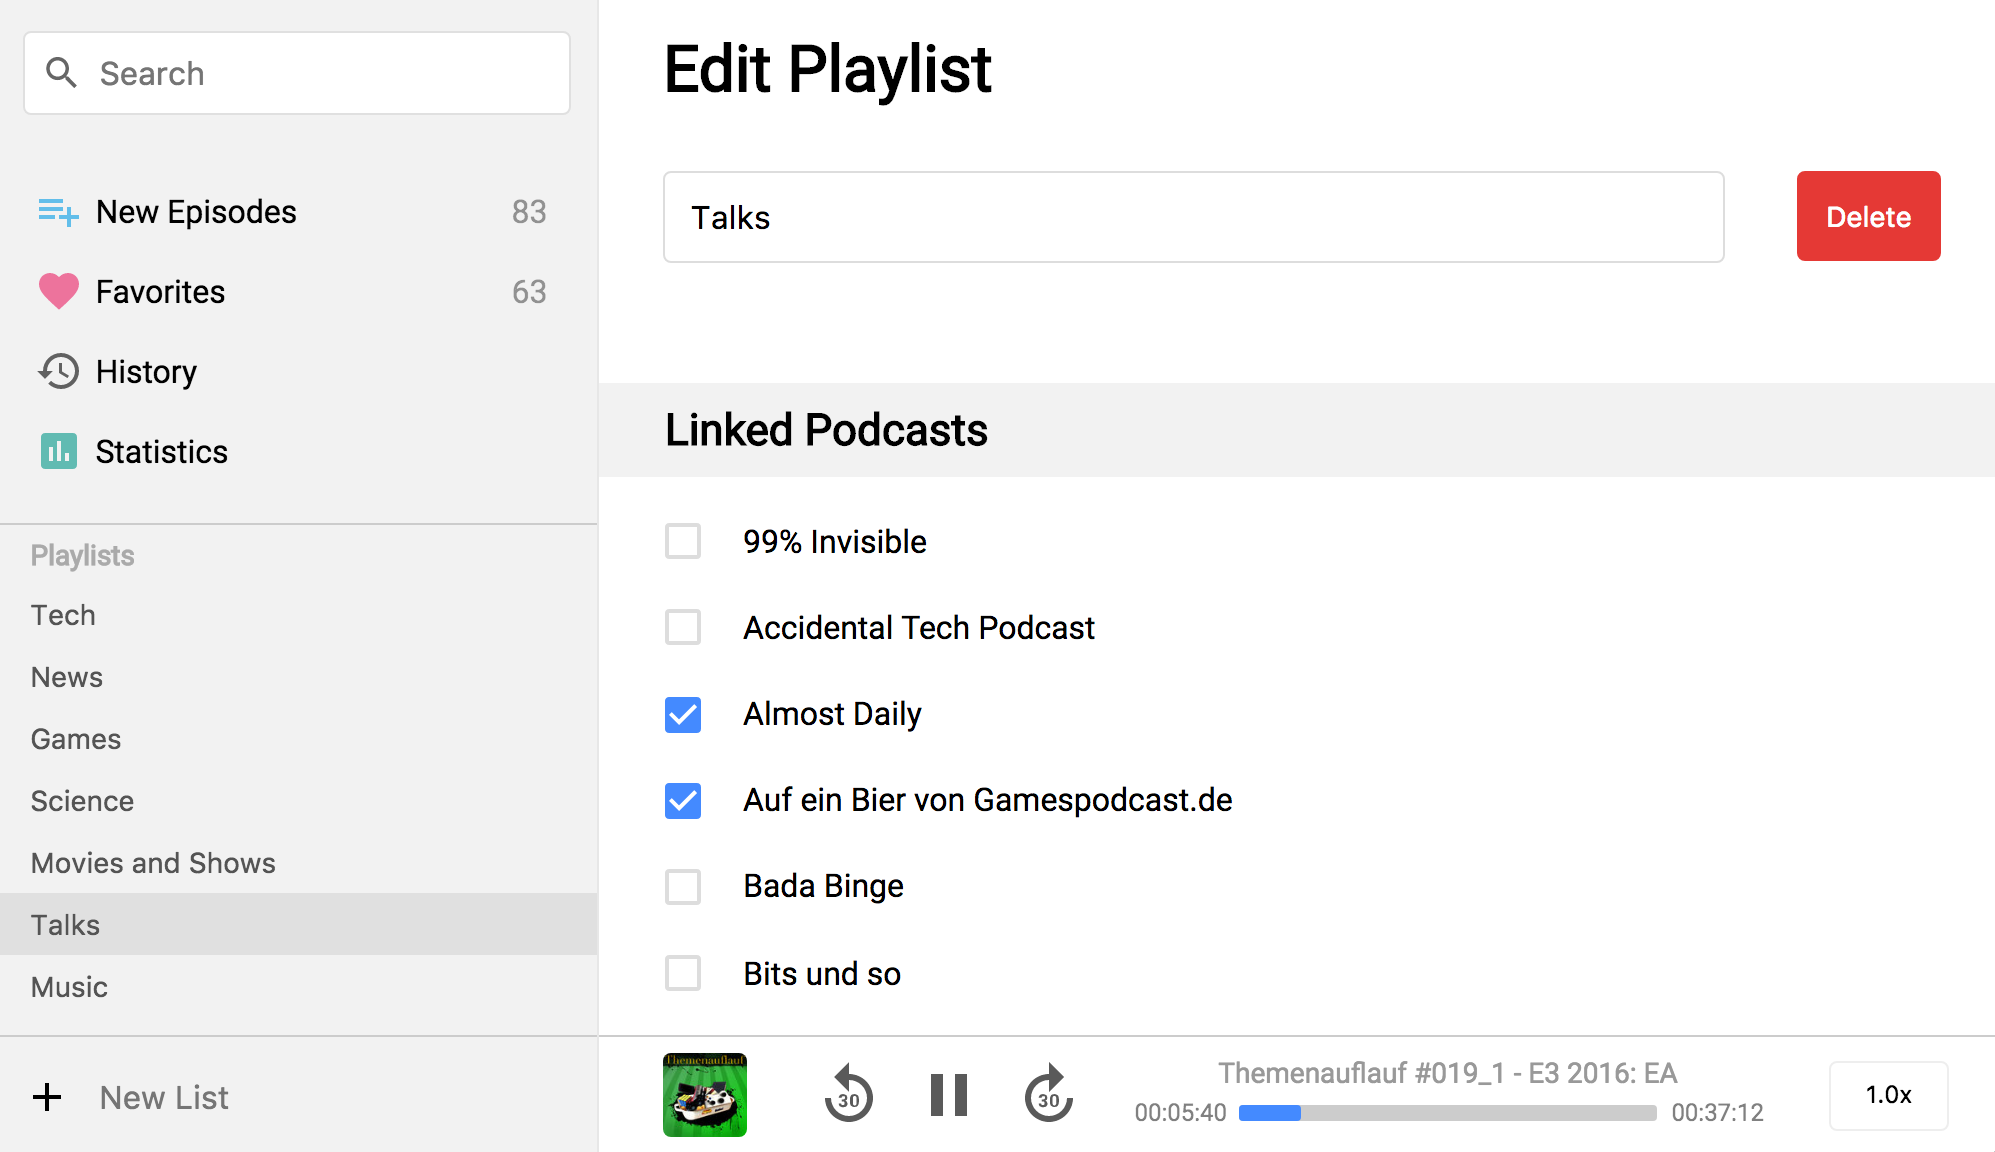 Search
New Episodes 83
Favorites 63
History
Statistics
Playlists
Tech
News
Games
Science
Movies and Shows
Talks
Music
New List
Edit Playlist
Talks
Delete
Linked Podcasts
99% Invisible
Accidental Tech Podcast
Almost Daily
Auf ein Bier von Gamespodcast.de
Bada Binge
Bits und so
Themenauflauf
30
30
Themenauflauf #019_1 - E3 2016: EA
00:05:40 00:37:12
1.0x